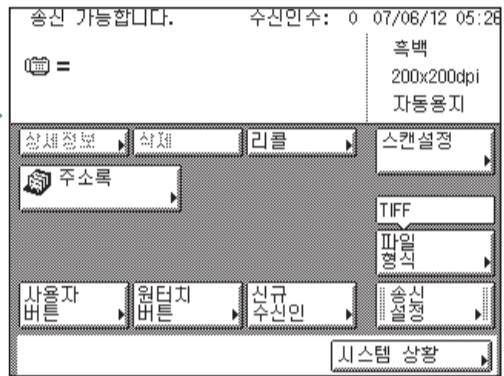 송신 가능합니다. 수신인수: 0 07/06/12 05:26
=
흑백
200x200dpi
자동용지
상세정보 삭제 리콜 스캔설정
주소록
TIFF
파일
형식
사용자 원터치 신규 송신
버튼 버튼 수신인 설정
시스템 상황